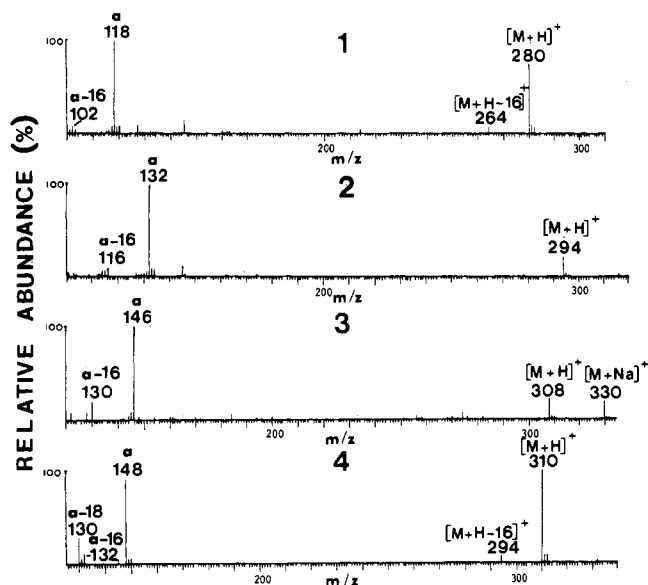 RELATIVE ABUNDANCE (%)
1
100
a
118
a-16
102
[M+H-16]+
264
[M+H]+
280
200
300
m/z
2
100
a
132
a-16
116
[M+H]+
294
200
300
m/z
3
100
a
146
a-16
130
[M+H]+
308
[M+Na]+
330
200
300
m/z
4
100
a
148
a-18
130
a-16
132
[M+H-16]+
294
[M+H]+
310
200
300
m/z